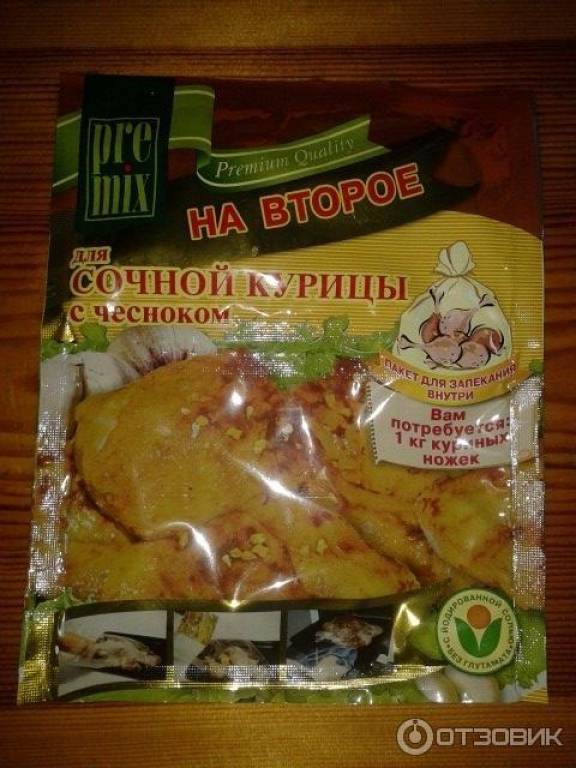 pre
mix
Premium Quality
НА ВТОРОЕ
для
СОЧНОЙ КУРИЦЫ
с чесноком
ПАКЕТ ДЛЯ ЗАПЕКАНИЯ
ВНУТРИ
Вам
потребуется:
1 кг куриных
ножек
С ЙОДИРОВАННОЙ СОЛЬЮ
БЕЗ ГЛУТАМАТА
ОТЗОВИК